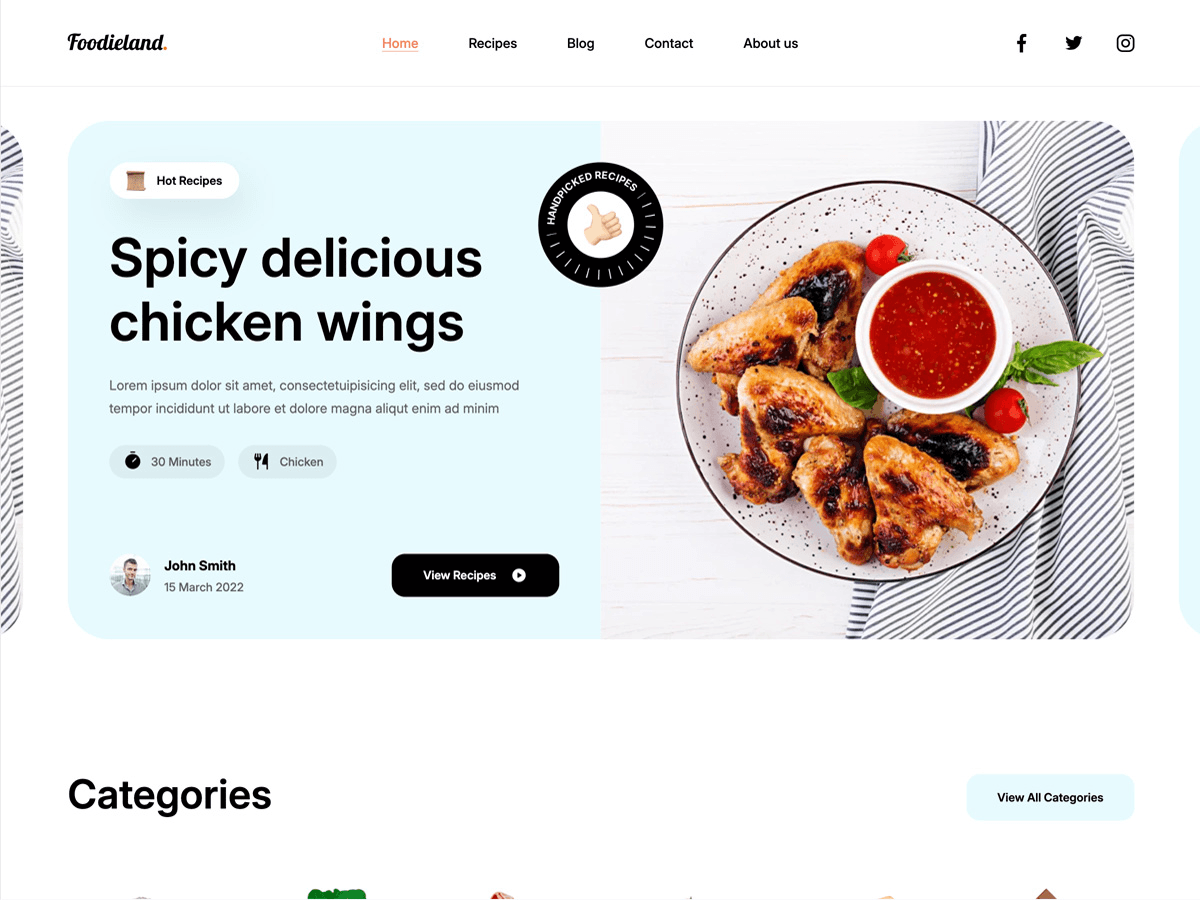 Foodieland.
Home
Recipes
Blog
Contact
About us
Hot Recipes
HANDPICKED RECIPES
Spicy delicious
chicken wings
Lorem ipsum dolor sit amet, consectetuipisicing elit, sed do eiusmod
tempor incididunt ut labore et dolore magna aliqut enim ad minim
30 Minutes
Chicken
John Smith
15 March 2022
View Recipes
Categories
View All Categories